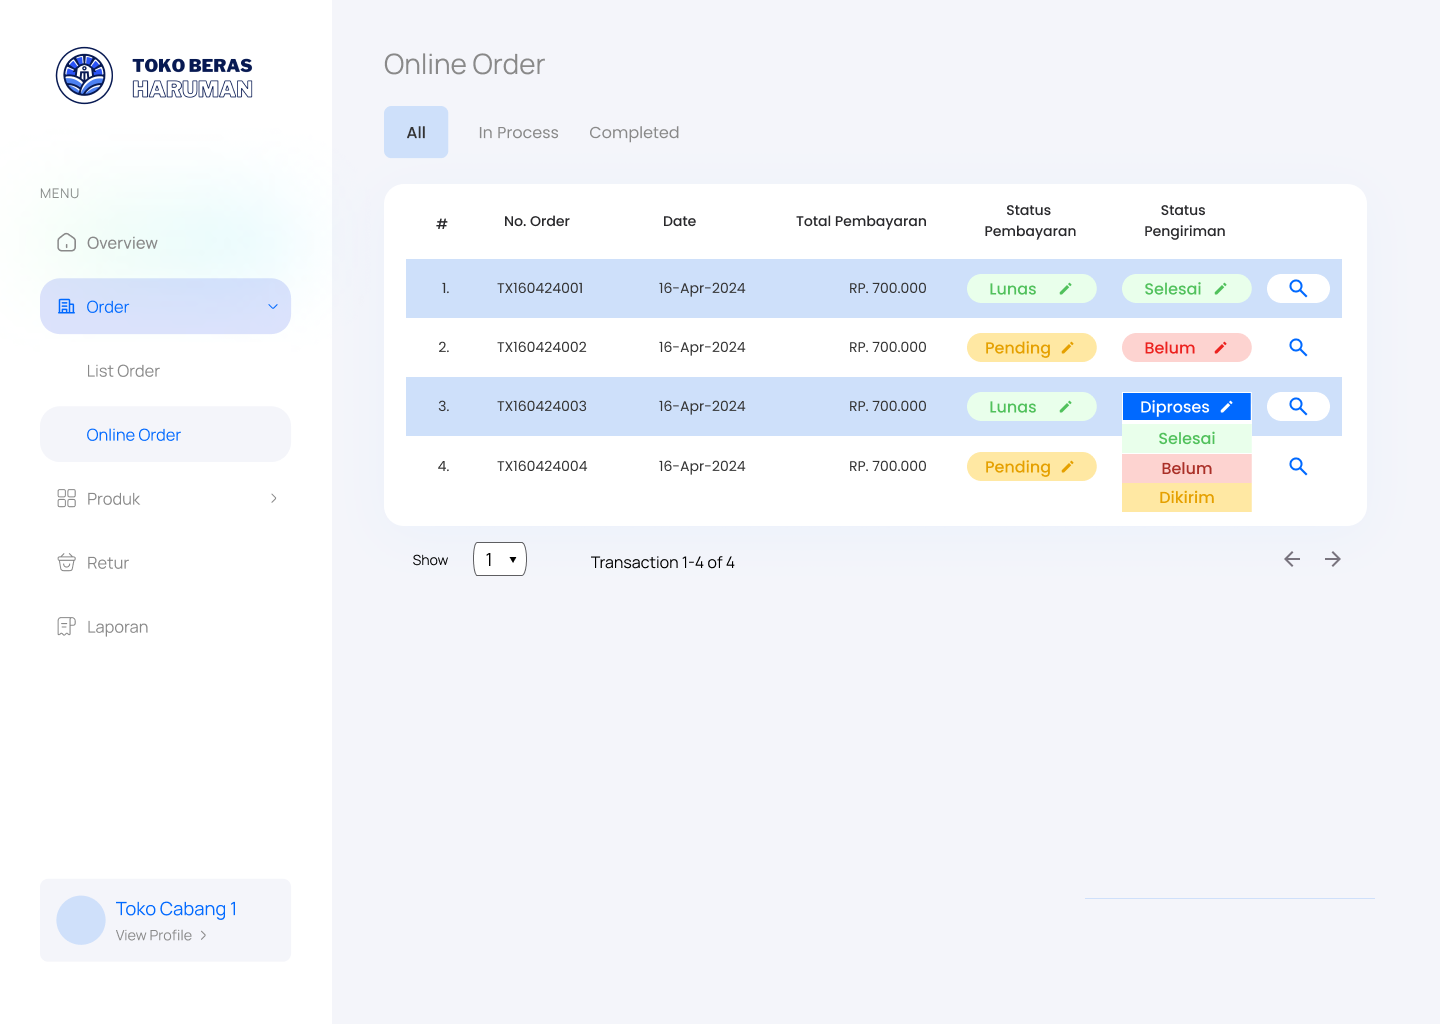 TOKO BERAS
HARUMAN
MENU
Overview
Order
List Order
Online Order
Produk
Retur
Laporan
Toko Cabang 1
View Profile
Online Order
All In Process Completed
# No. Order Date Total Pembayaran Status Pembayaran Status Pengiriman
1. TX160424001 16-Apr-2024 RP. 700.000 Lunas Selesai
2. TX160424002 16-Apr-2024 RP. 700.000 Pending Belum
3. TX160424003 16-Apr-2024 RP. 700.000 Lunas Diproses
Selesai
4. TX160424004 16-Apr-2024 RP. 700.000 Pending Belum
Dikirim
Show 1 Transaction 1-4 of 4